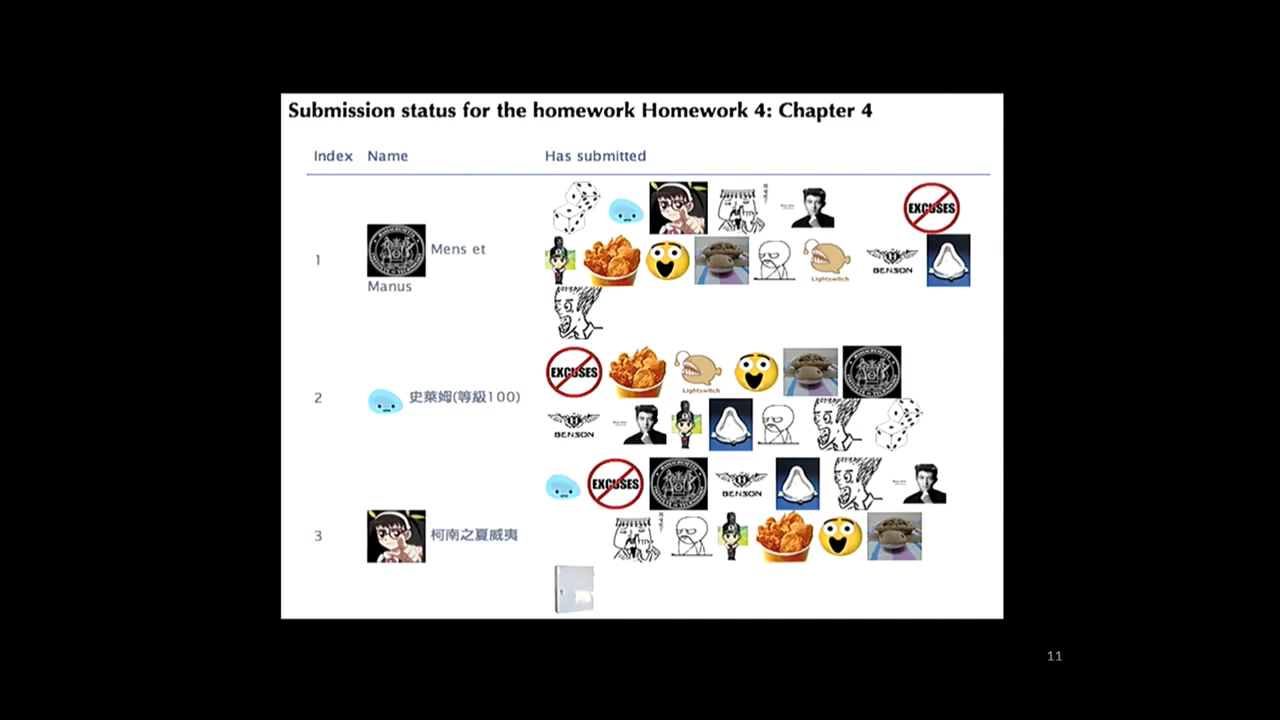 Submission status for the homework Homework 4: Chapter 4
Index Name Has submitted
EXCUSES
1 Mens et Manus
Lightswitch BENSON
EXCUSES Lightswitch
2 史萊姆(等級100)
BENSON
EXCUSES BENSON
3 柯南之夏威夷
11